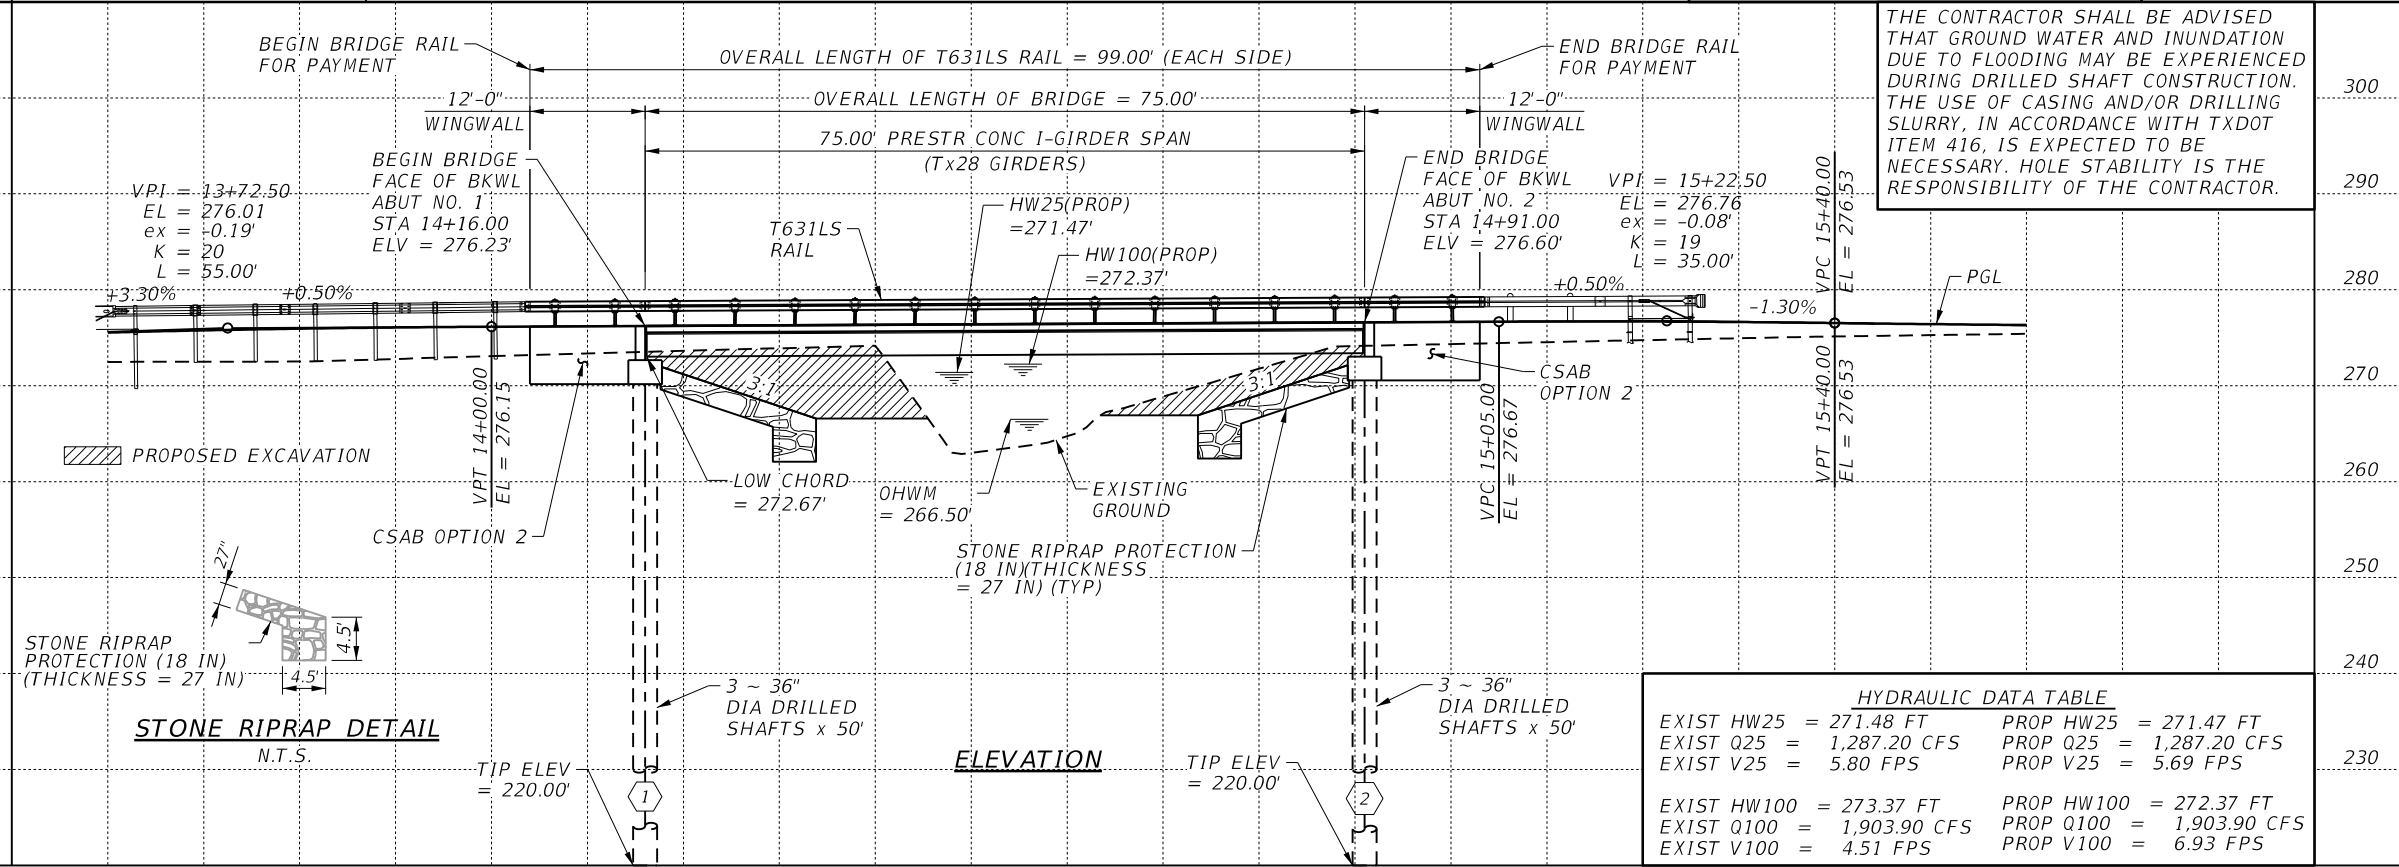 THE CONTRACTOR SHALL BE ADVISED
THAT GROUND WATER AND INUNDATION
DUE TO FLOODING MAY BE EXPERIENCED
DURING DRILLED SHAFT CONSTRUCTION.
THE USE OF CASING AND/OR DRILLING
SLURRY, IN ACCORDANCE WITH TXDOT
ITEM 416, IS EXPECTED TO BE
NECESSARY. HOLE STABILITY IS THE
RESPONSIBILITY OF THE CONTRACTOR.
BEGIN BRIDGE RAIL
FOR PAYMENT
OVERALL LENGTH OF T631LS RAIL = 99.00' (EACH SIDE)
END BRIDGE RAIL
FOR PAYMENT
12'-0"
WINGWALL
OVERALL LENGTH OF BRIDGE = 75.00'
12'-0"
WINGWALL
75.00' PRESTR CONC I-GIRDER SPAN
(Tx28 GIRDERS)
BEGIN BRIDGE
FACE OF BKWL
ABUT NO. 1
STA 14+16.00
ELV = 276.23'
END BRIDGE
FACE OF BKWL
ABUT NO. 2
STA 14+91.00
ELV = 276.60'
VPI = 13+72.50
EL = 276.01
ex = -0.19'
K = 20
L = 55.00'
VPI = 15+22.50
EL = 276.76
ex = -0.08'
K = 19
L = 35.00'
VPC 15+40.00
EL = 276.53
T631LS
RAIL
HW25(PROP)
=271.47'
HW100(PROP)
=272.37'
+3.30%
+0.50%
+0.50%
-1.30%
PGL
300
290
280
270
260
250
240
230
3:1
3:1
CSAB
OPTION 2
VPT 14+00.00
EL = 276.15
VPC 15+05.00
EL = 276.67
VPT 15+40.00
EL = 276.53
PROPOSED EXCAVATION
LOW CHORD
= 272.67'
OHWM
= 266.50'
EXISTING
GROUND
CSAB OPTION 2
STONE RIPRAP PROTECTION
(18 IN)(THICKNESS
= 27 IN) (TYP)
27"
4.5'
4.5'
STONE RIPRAP
PROTECTION (18 IN)
(THICKNESS = 27 IN)
STONE RIPRAP DETAIL
N.T.S.
3 ~ 36"
DIA DRILLED
SHAFTS x 50'
3 ~ 36"
DIA DRILLED
SHAFTS x 50'
ELEVATION
TIP ELEV
= 220.00'
1
TIP ELEV
= 220.00'
2
HYDRAULIC DATA TABLE
EXIST HW25 = 271.48 FT PROP HW25 = 271.47 FT
EXIST Q25 = 1,287.20 CFS PROP Q25 = 1,287.20 CFS
EXIST V25 = 5.80 FPS PROP V25 = 5.69 FPS
EXIST HW100 = 273.37 FT PROP HW100 = 272.37 FT
EXIST Q100 = 1,903.90 CFS PROP Q100 = 1,903.90 CFS
EXIST V100 = 4.51 FPS PROP V100 = 6.93 FPS